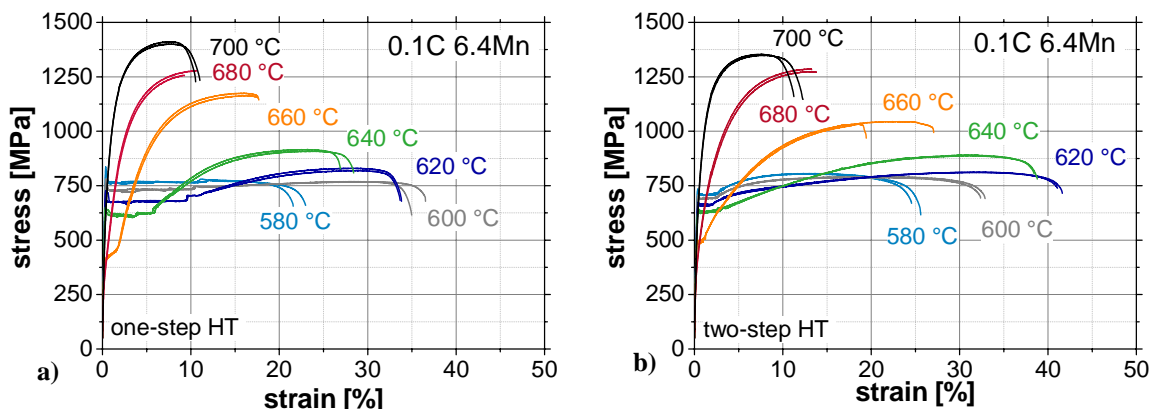 1500
1250
1000
750
500
250
0
stress [MPa]
700 °C
680 °C
660 °C
640 °C
620 °C
600 °C
580 °C
0.1C 6.4Mn
one-step HT
0 10 20 30 40 50
strain [%]
a)
1500
1250
1000
750
500
250
0
stress [MPa]
700 °C
680 °C
660 °C
640 °C
620 °C
600 °C
580 °C
0.1C 6.4Mn
two-step HT
0 10 20 30 40 50
strain [%]
b)